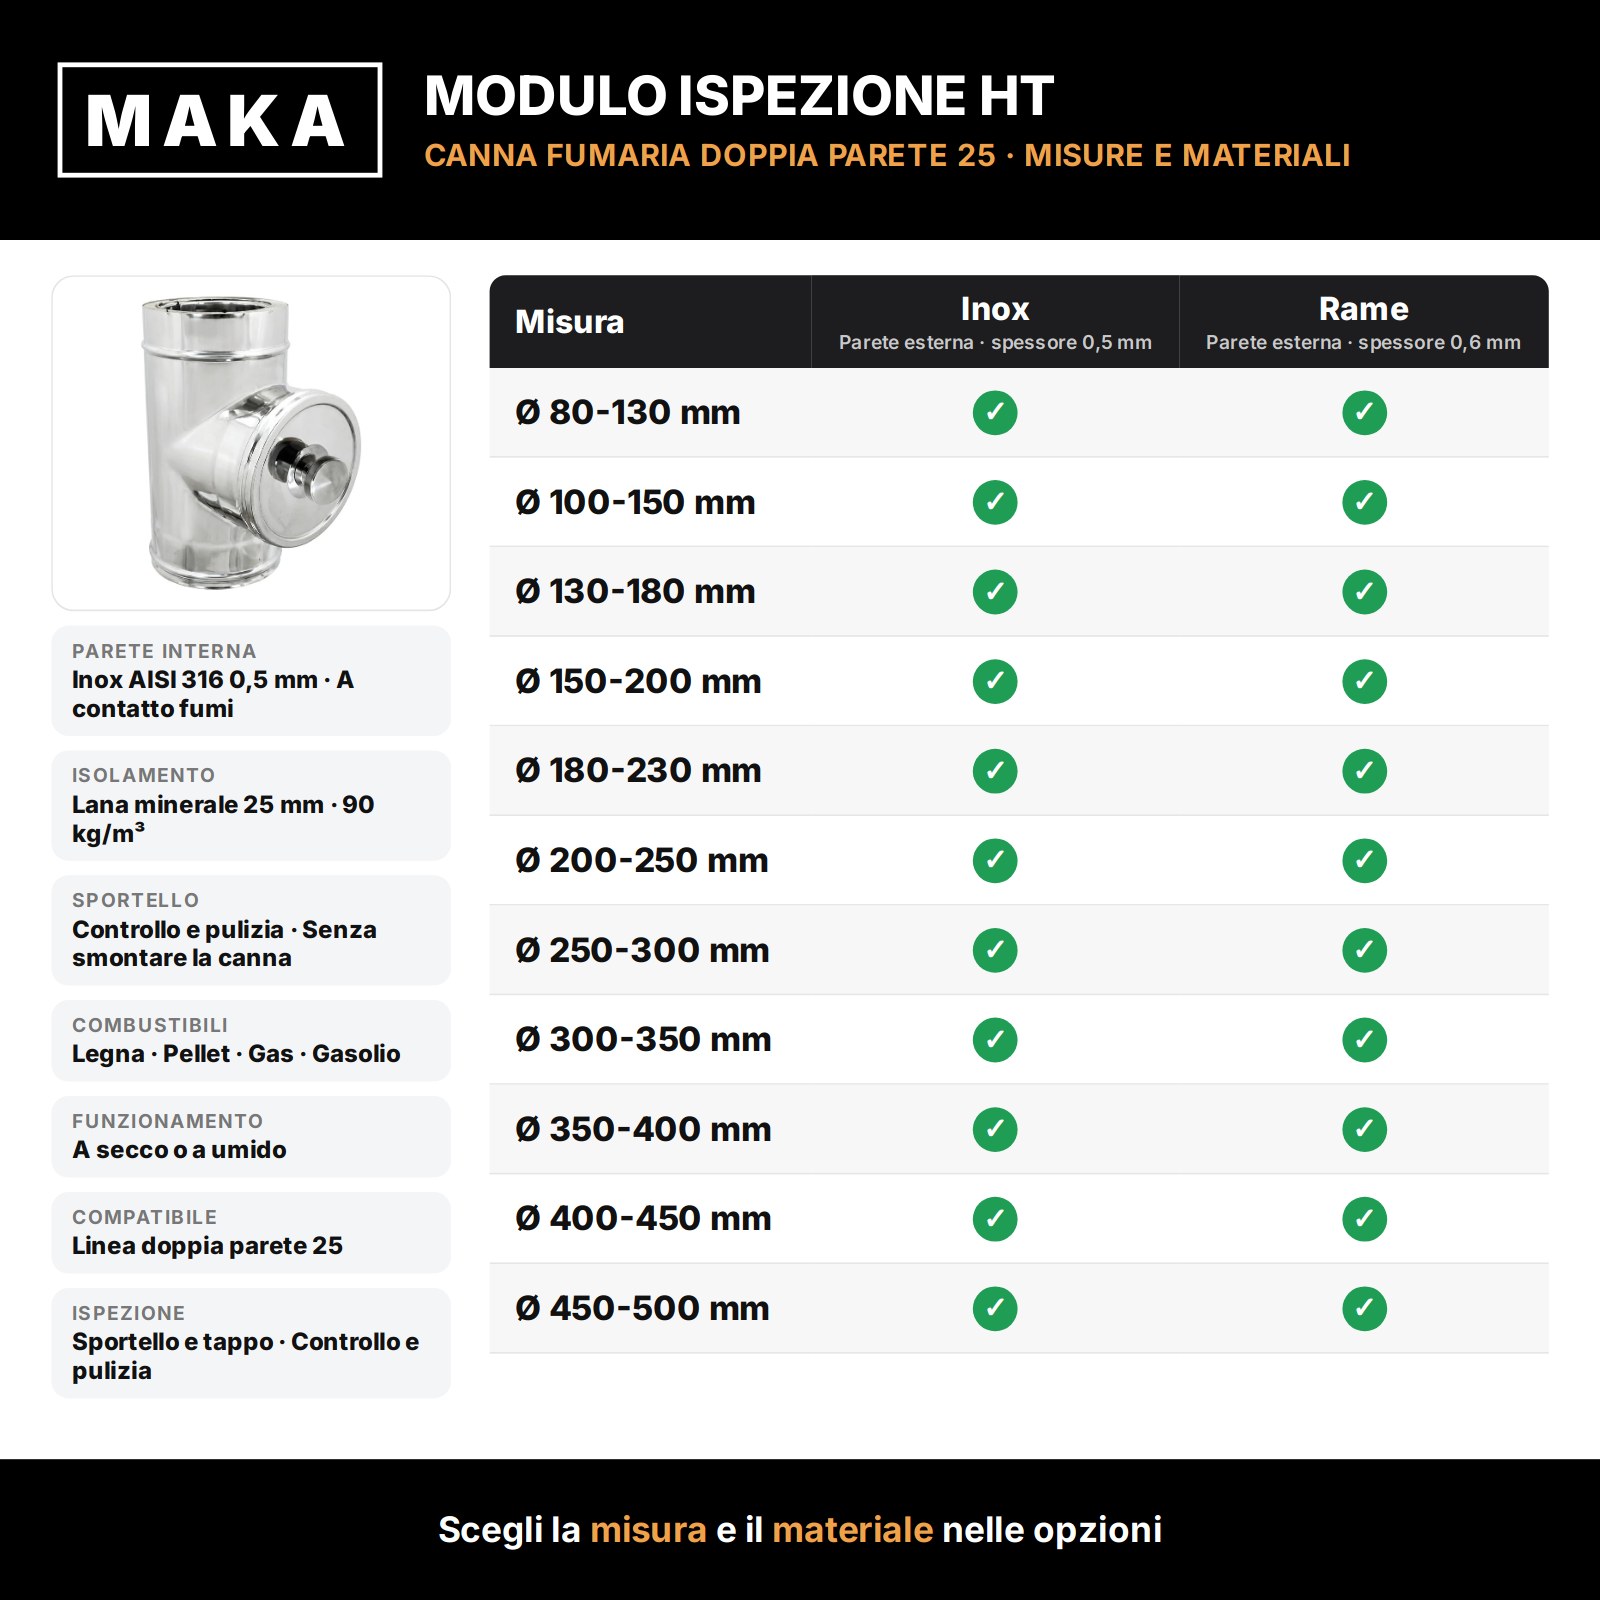 MAKA
MODULO ISPEZIONE HT
CANNA FUMARIA DOPPIA PARETE 25 · MISURE E MATERIALI
PARETE INTERNA
Inox AISI 316 0,5 mm · A
contatto fumi
ISOLAMENTO
Lana minerale 25 mm · 90
kg/m³
SPORTELLO
Controllo e pulizia · Senza
smontare la canna
COMBUSTIBILI
Legna · Pellet · Gas · Gasolio
FUNZIONAMENTO
A secco o a umido
COMPATIBILE
Linea doppia parete 25
ISPEZIONE
Sportello e tappo · Controllo e
pulizia
Misura
Inox
Parete esterna · spessore 0,5 mm
Rame
Parete esterna · spessore 0,6 mm
Ø 80-130 mm ✓ ✓
Ø 100-150 mm ✓ ✓
Ø 130-180 mm ✓ ✓
Ø 150-200 mm ✓ ✓
Ø 180-230 mm ✓ ✓
Ø 200-250 mm ✓ ✓
Ø 250-300 mm ✓ ✓
Ø 300-350 mm ✓ ✓
Ø 350-400 mm ✓ ✓
Ø 400-450 mm ✓ ✓
Ø 450-500 mm ✓ ✓
Scegli la misura e il materiale nelle opzioni